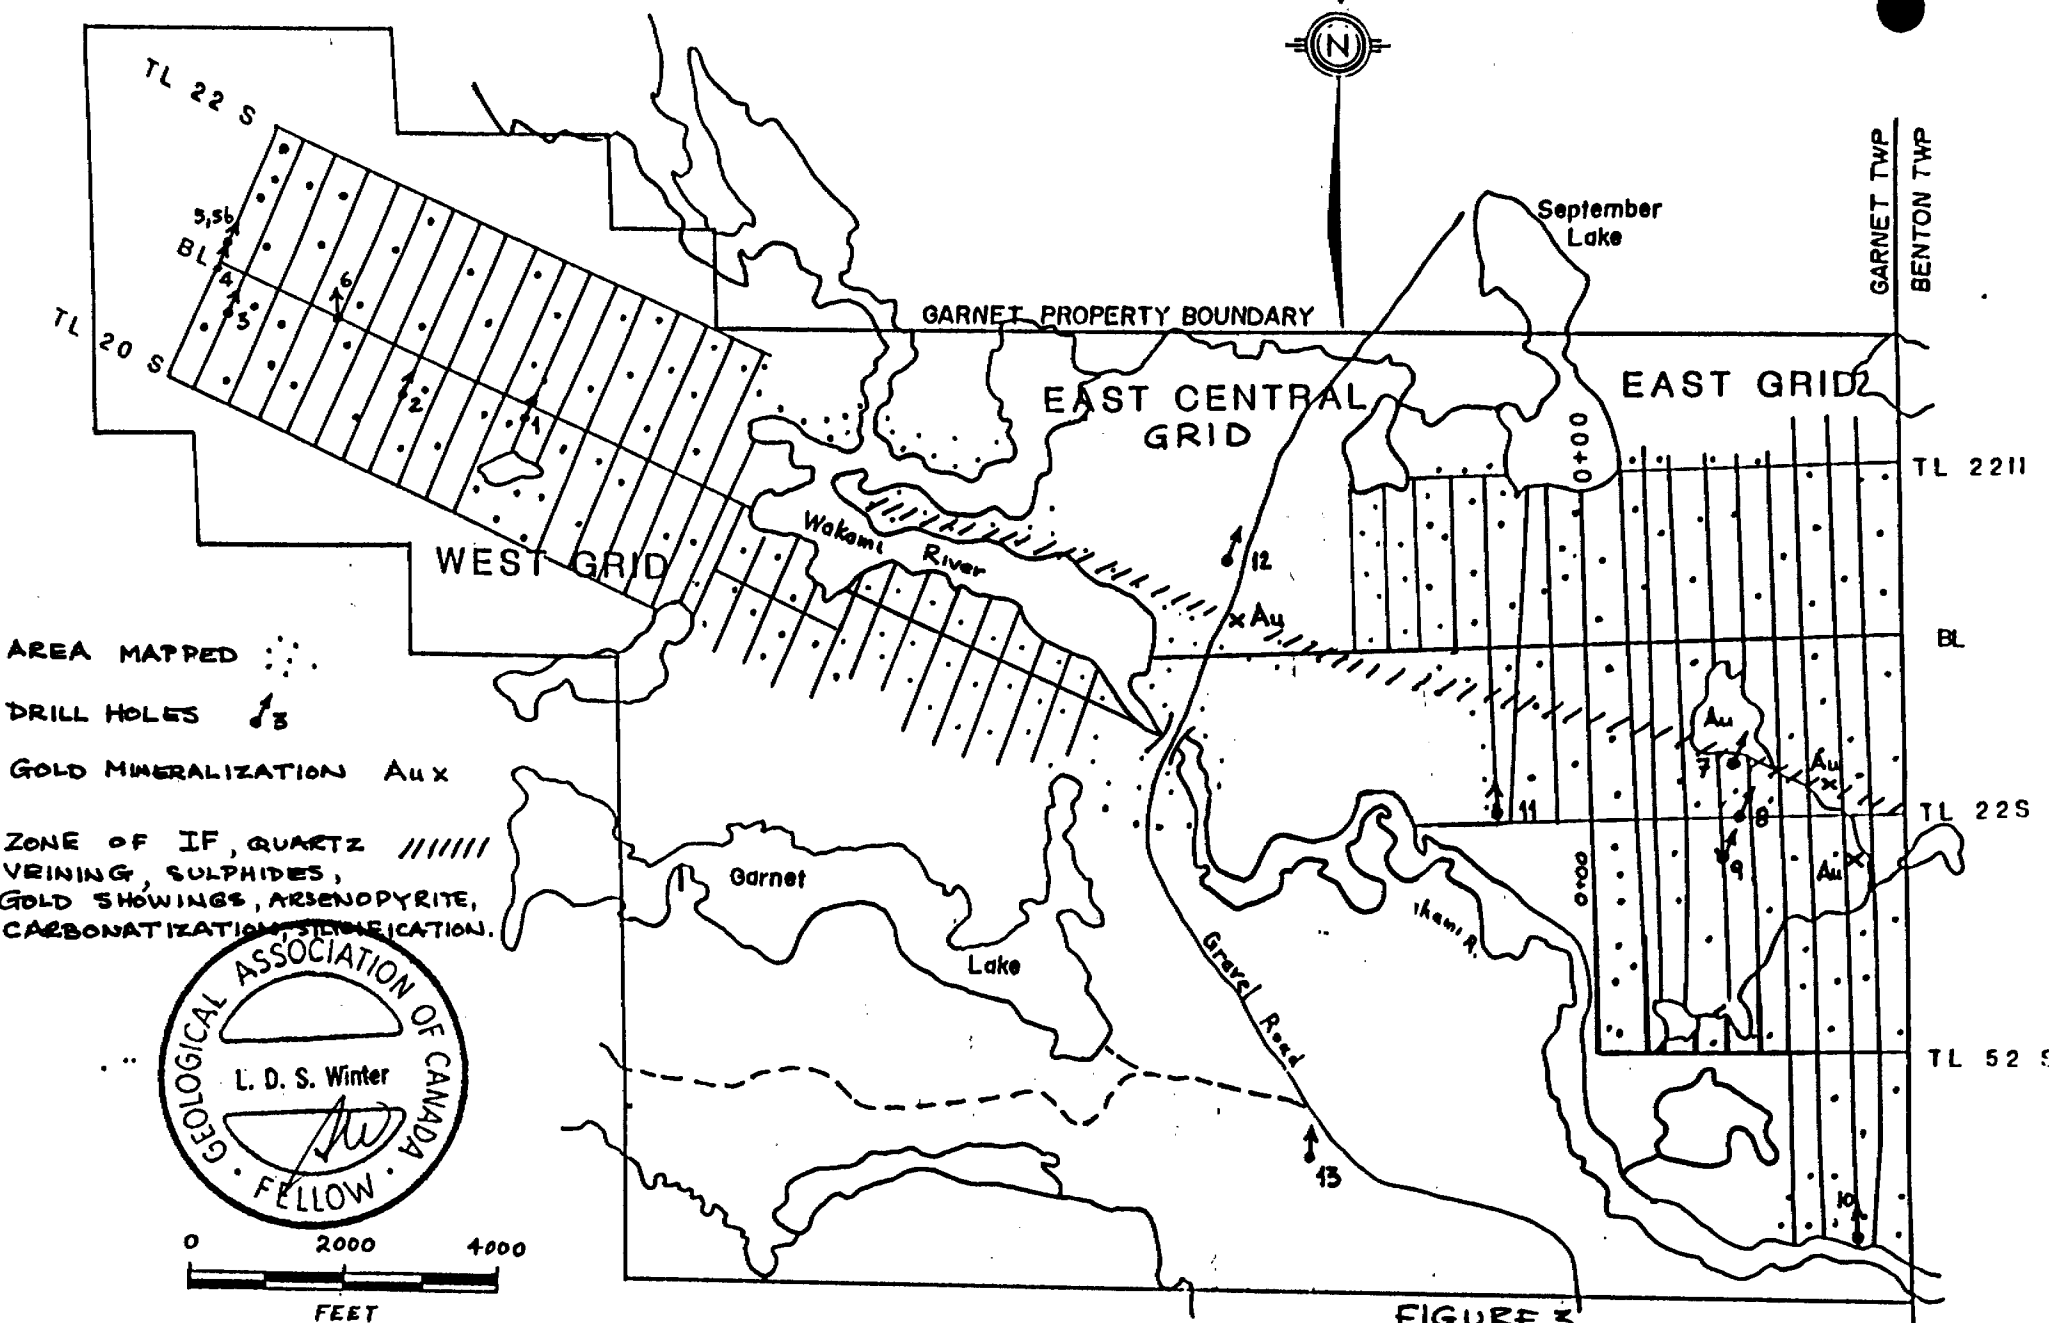 N
TL 22 S
GARNET TWP
BENTON TWP
September
Lake
5,5b
BL
4
6
3
GARNET PROPERTY BOUNDARY
TL 20 S
EAST CENTRAL
GRID
EAST GRID
2
1
0+00
TL 22N
Wakami
River
WEST GRID
12
x Au
BL
AREA MAPPED
DRILL HOLES 3
GOLD MINERALIZATION Au x
Au
7
Au
x
11
8
TL 22S
ZONE OF IF, QUARTZ
VEINING, SULPHIDES,
GOLD SHOWINGS, ARSENOPYRITE,
CARBONATIZATION, SILICIFICATION.
9
x
Au
0+00
Garnet
Lake
Gravel Road
GEOLOGICAL ASSOCIATION OF CANADA
L. D. S. Winter
FELLOW
TL 52 S
13
10
0 2000 4000
FEET
FIGURE 3